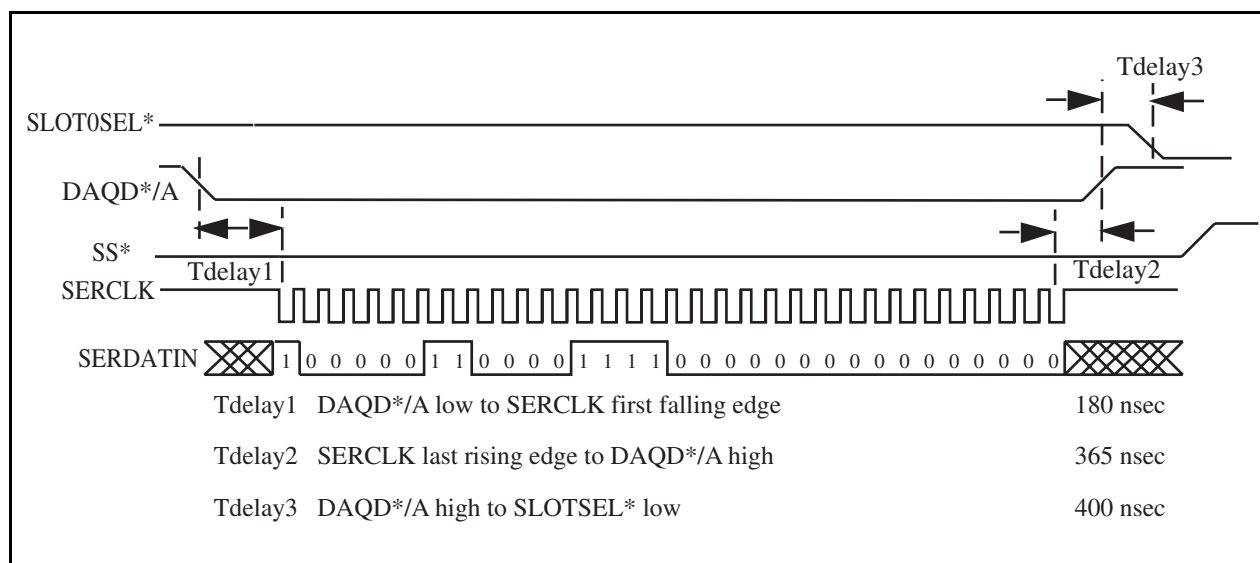 Tdelay3
SLOT0SEL*
DAQD*/A
SS*
Tdelay1
Tdelay2
SERCLK
SERDATIN 1 0 0 0 0 0 1 1 0 0 0 0 1 1 1 1 0 0 0 0 0 0 0 0 0 0 0 0 0 0 0 0
Tdelay1 DAQD*/A low to SERCLK first falling edge 180 nsec
Tdelay2 SERCLK last rising edge to DAQD*/A high 365 nsec
Tdelay3 DAQD*/A high to SLOTSEL* low 400 nsec